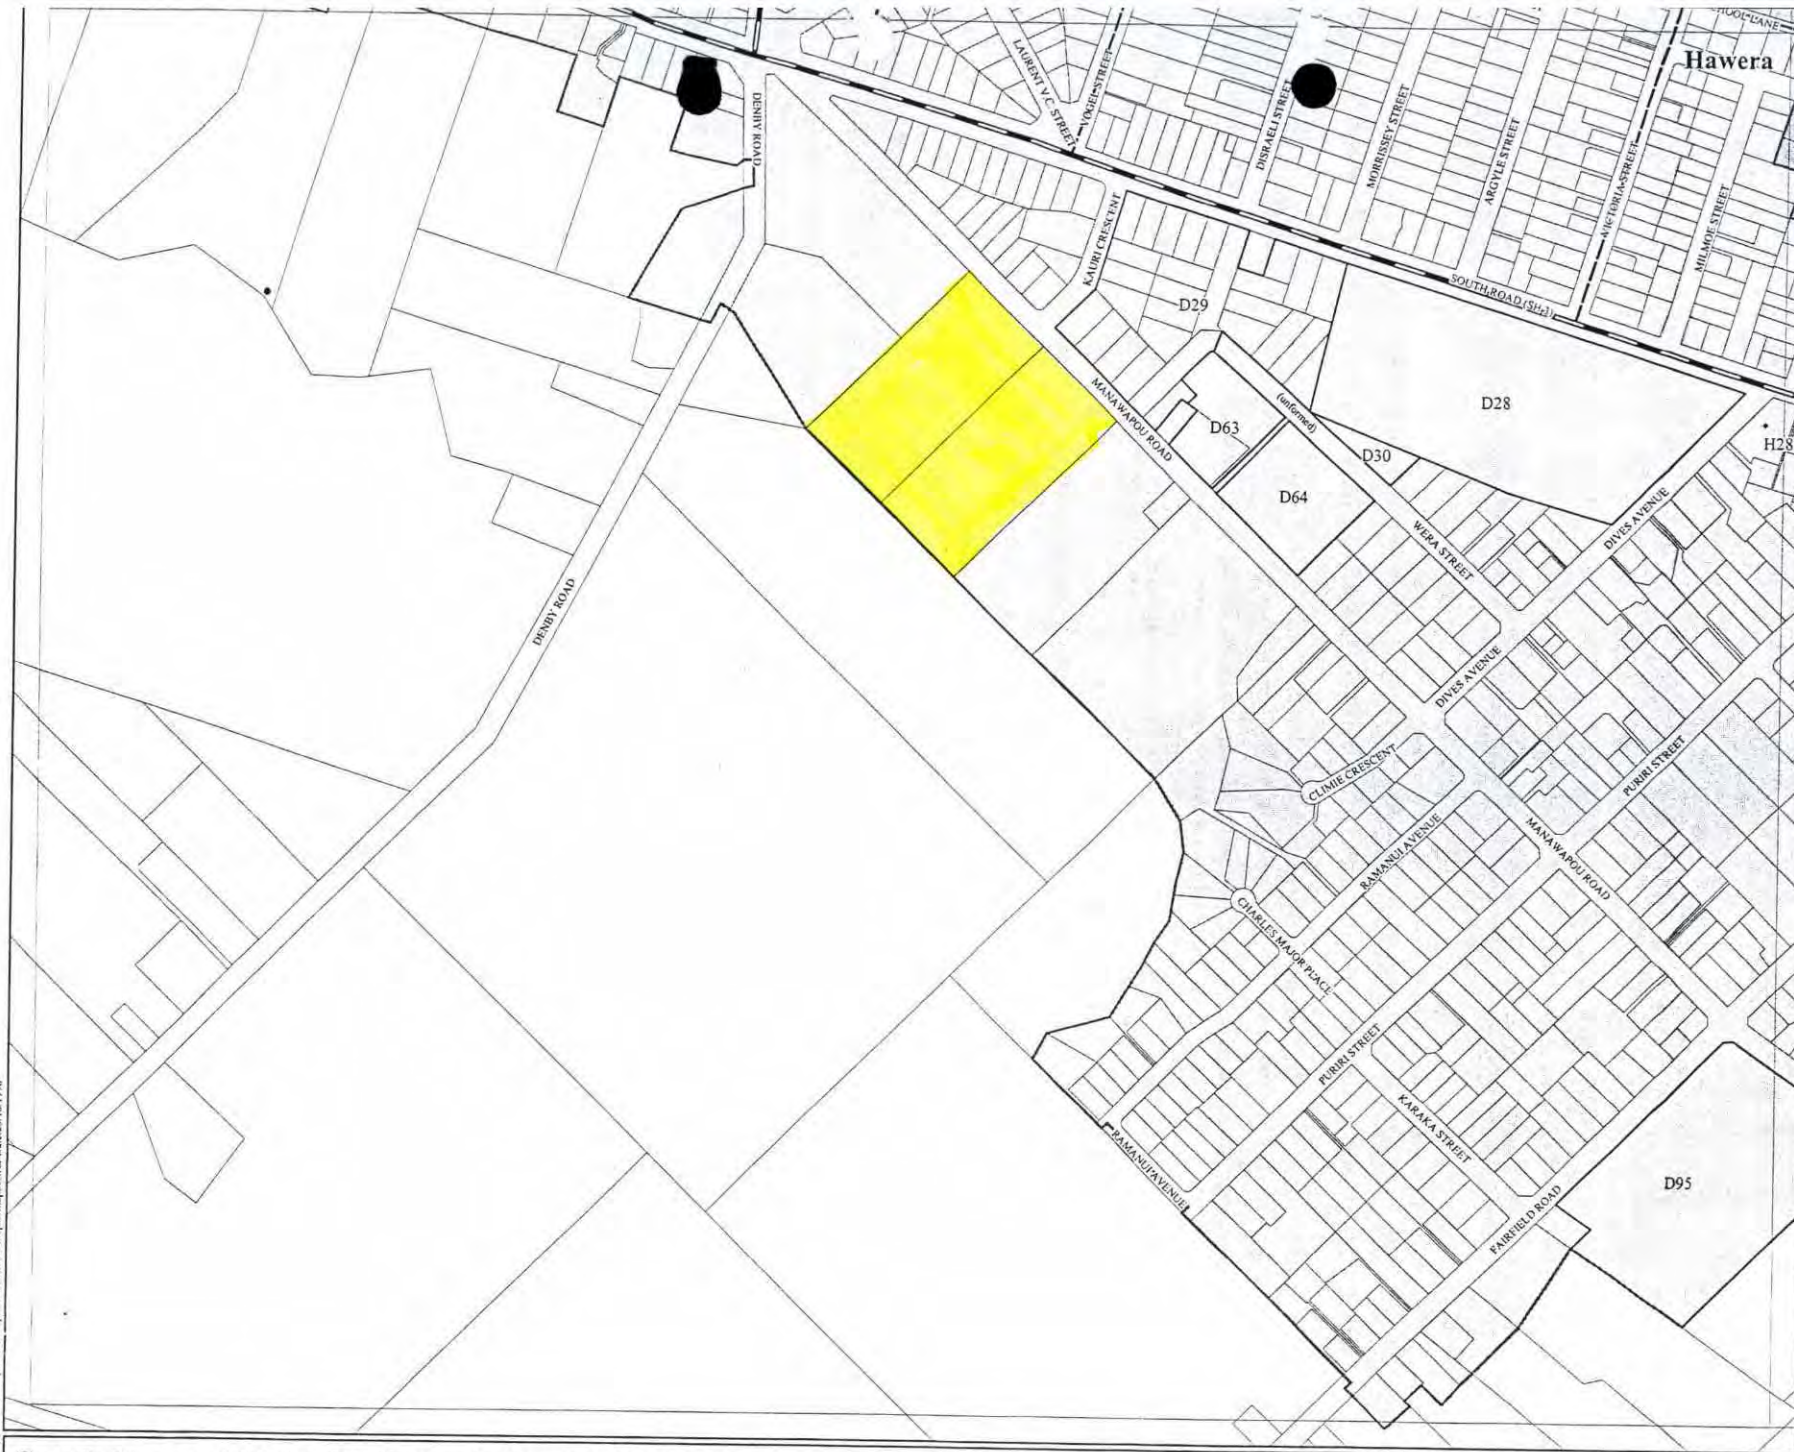 Hawera
LAURENT V.C. STREET
VOGEL STREET
DENBY ROAD
DISRAELI STREET
MORRISSEY STREET
ARGYLE STREET
VICTORIA STREET
MILMOE STREET
KAURI CRESCENT
SOUTH ROAD (SH 3)
D29
MANAWAPOU ROAD
(unformed)
D28
D63
D30
H28
D64
WERA STREET
DIVES AVENUE
DENBY ROAD
DIVES AVENUE
PURIRI STREET
CLIMIE CRESCENT
RAMANUI AVENUE
MANAWAPOU ROAD
CHARLES MAJOR PLACE
PURIRI STREET
KARAKA STREET
RAMANUI AVENUE
D95
FAIRFIELD ROAD